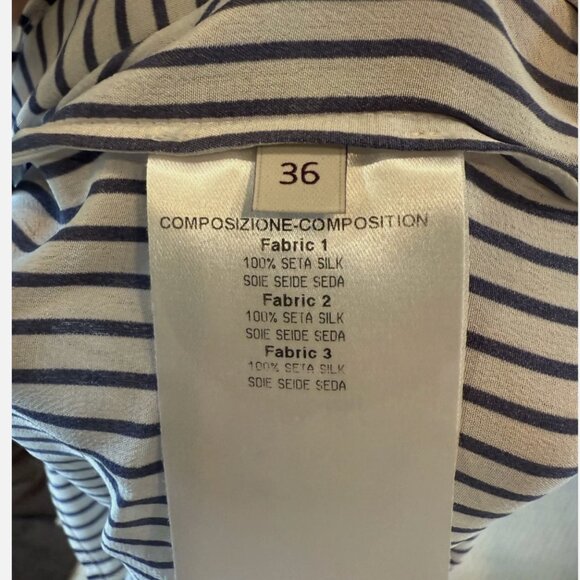 36
COMPOSIZIONE-COMPOSITION
Fabric 1
100% SETA SILK
SOIE SEIDE SEDA
Fabric 2
100% SETA SILK
SOIE SEIDE SEDA
Fabric 3
100% SETA SILK
SOIE SEIDE SEDA